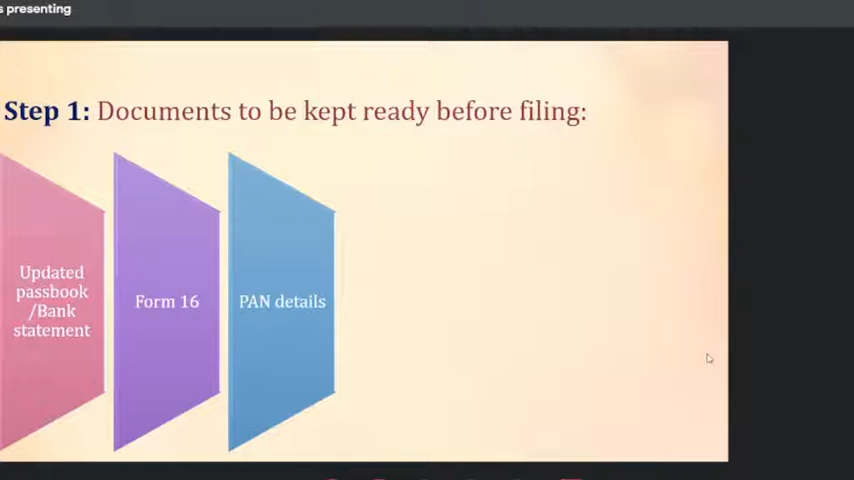 s presenting
Step 1: Documents to be kept ready before filing:
Updated
passbook
/Bank
statement
Form 16
PAN details